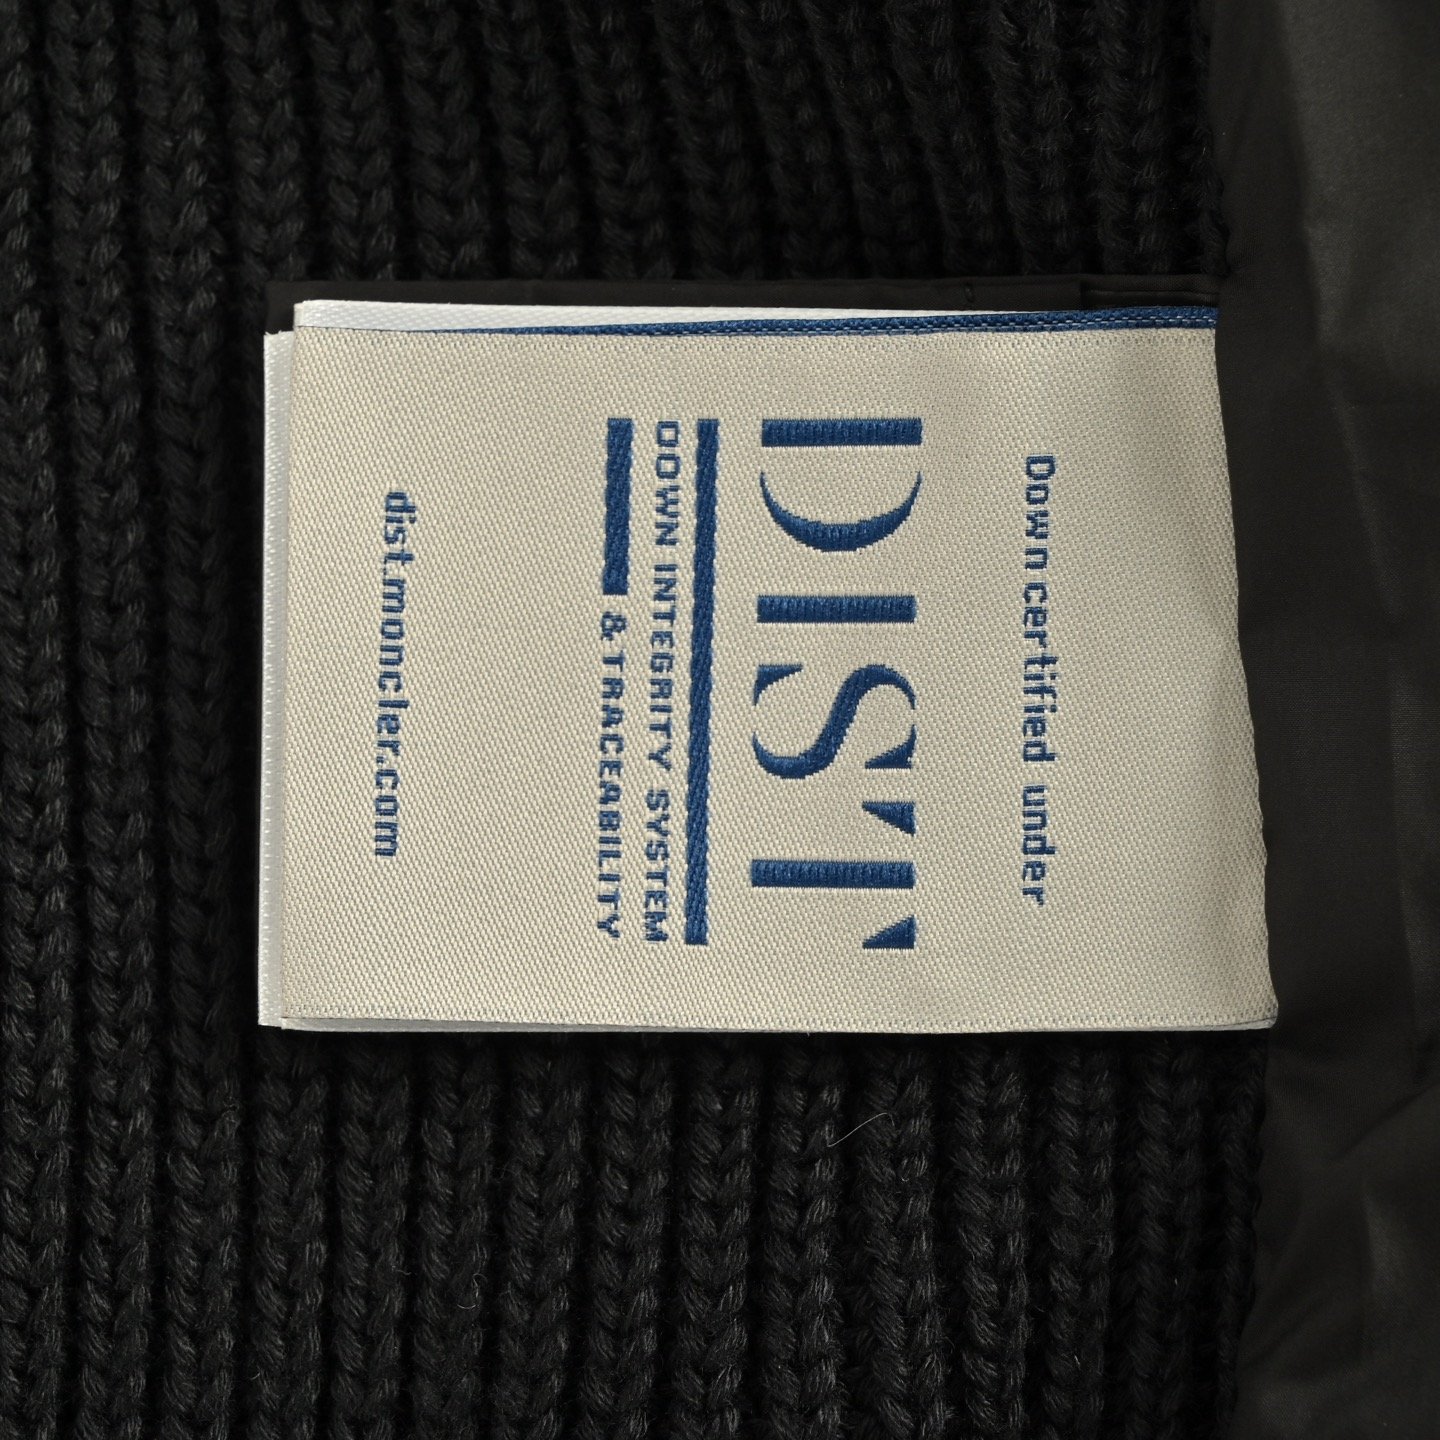 Down certified under
DIST
DOWN INTEGRITY SYSTEM
& TRACEABILITY
dist.moncler.com